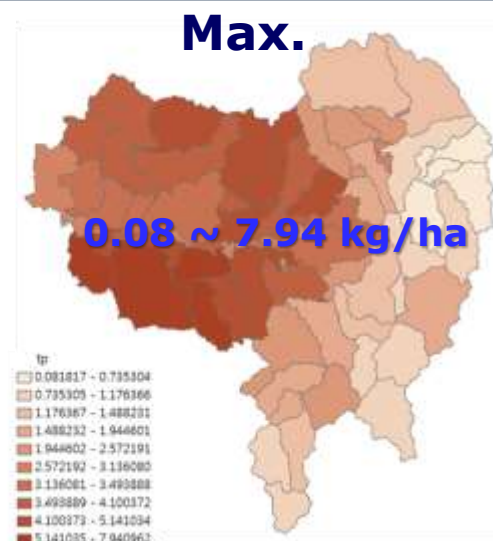 Max.
0.08 ~ 7.94 kg/ha
tp
0.081817 - 0.735304
0.735305 - 1.176366
1.176367 - 1.488231
1.488232 - 1.944601
1.944602 - 2.572191
2.572192 - 3.136080
3.136081 - 3.493888
3.493889 - 4.100372
4.100373 - 5.141034
5.141035 - 7.940962